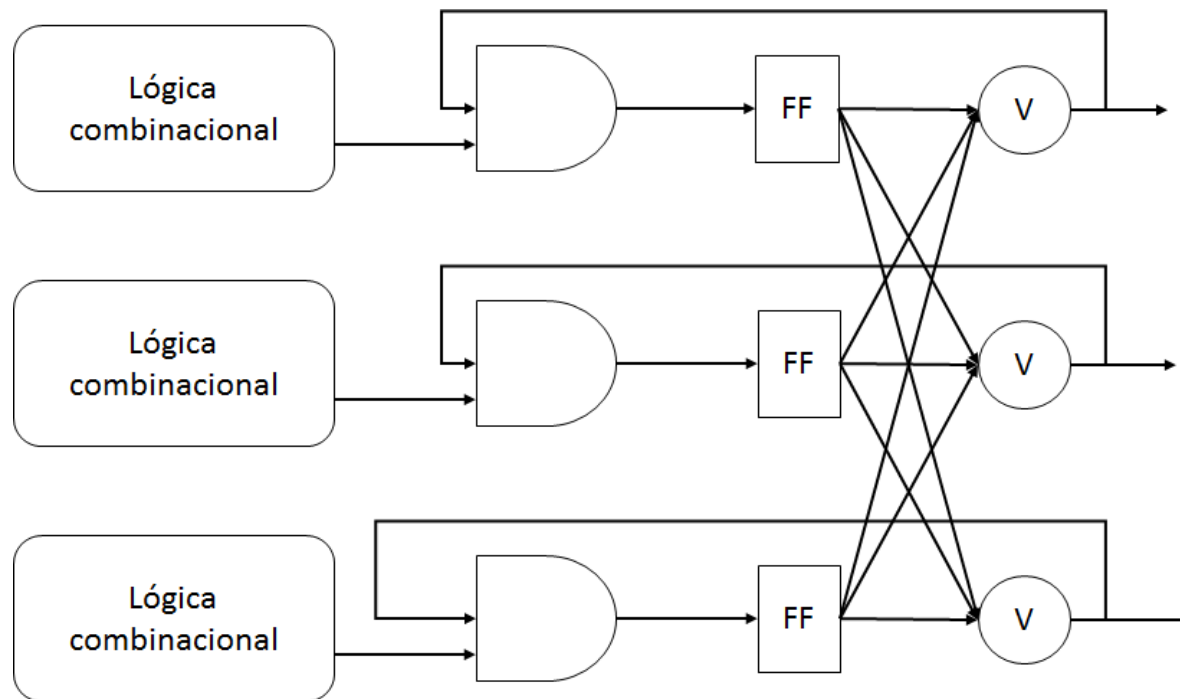 Lógica
combinacional
FF
V
Lógica
combinacional
FF
V
Lógica
combinacional
FF
V